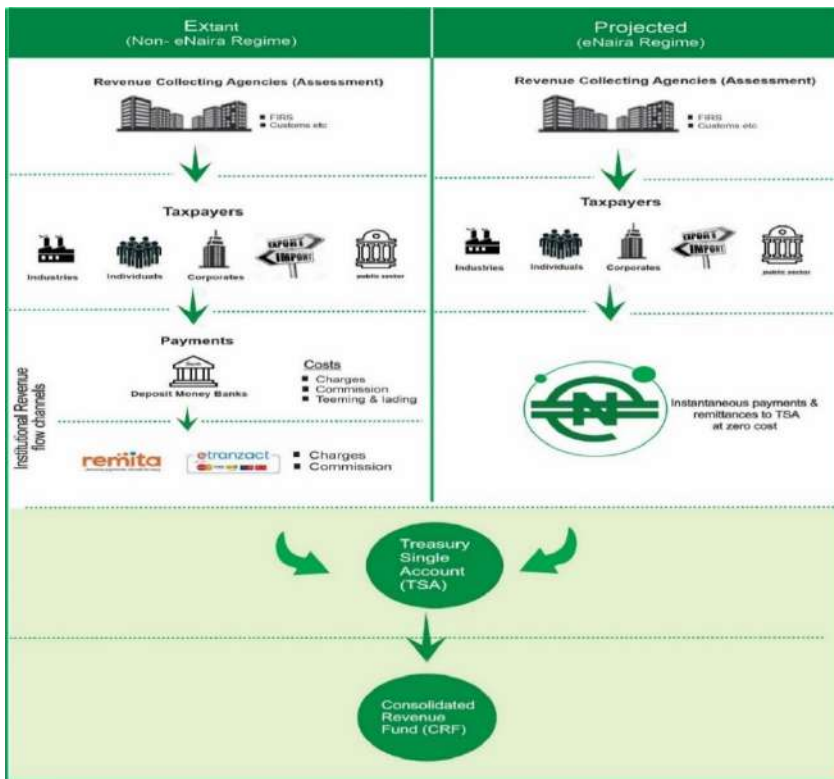 Extant
(Non- eNaira Regime)
Revenue Collecting Agencies (Assessment)
▪ FIRS
▪ Customs etc
Taxpayers
Industries
Individuals
Corporates
EXPORT
IMPORT
public sector
Payments
Bank
Deposit Money Banks
Costs
▪ Charges
▪ Commission
▪ Teeming & lading
Institutional Revenue
flow channels
remita
etranzact
▪ Charges
▪ Commission
Projected
(eNaira Regime)
Revenue Collecting Agencies (Assessment)
▪ FIRS
▪ Customs etc
Taxpayers
Industries
Individuals
Corporates
EXPORT
IMPORT
public sector
Instantaneous payments &
remittances to TSA
at zero cost
Treasury
Single
Account
(TSA)
Consolidated
Revenue
Fund (CRF)